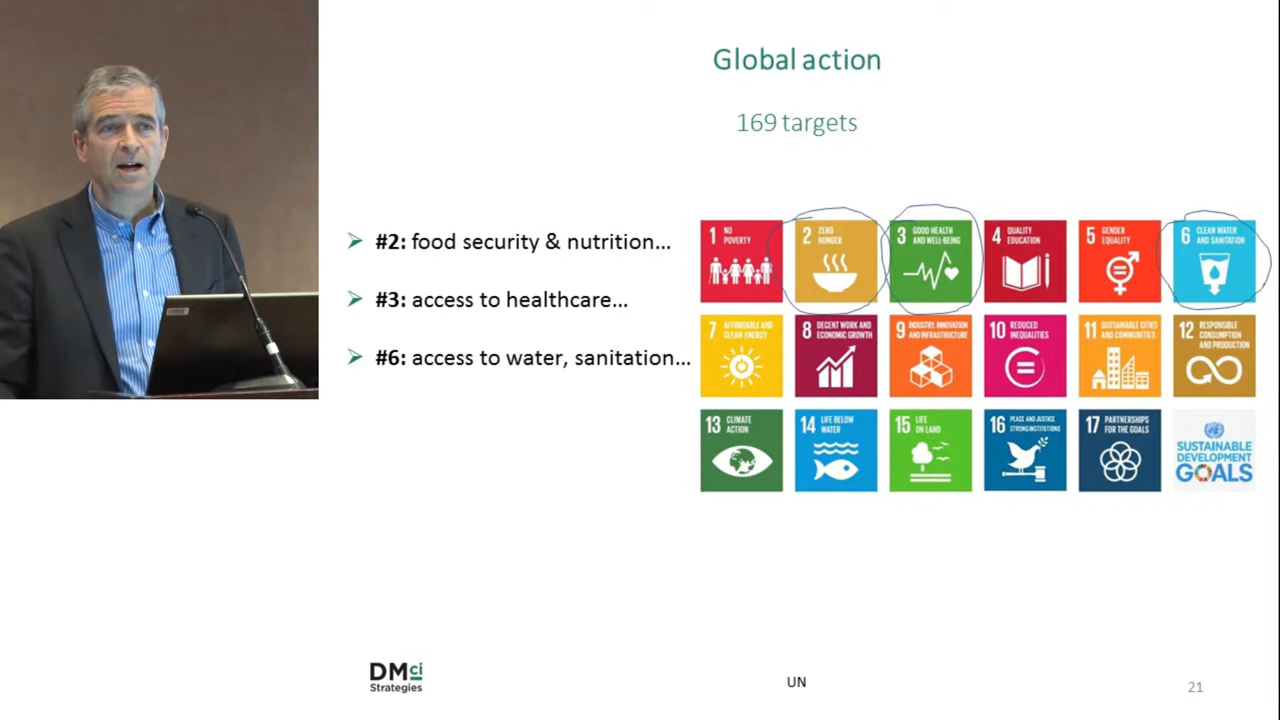 Global action
169 targets
➢ #2: food security & nutrition...
➢ #3: access to healthcare...
➢ #6: access to water, sanitation...
1 NO
POVERTY
2 ZERO
HUNGER
3 GOOD HEALTH
AND WELL-BEING
4 QUALITY
EDUCATION
5 GENDER
EQUALITY
6 CLEAN WATER
AND SANITATION
7 AFFORDABLE AND
CLEAN ENERGY
8 DECENT WORK AND
ECONOMIC GROWTH
9 INDUSTRY, INNOVATION
AND INFRASTRUCTURE
10 REDUCED
INEQUALITIES
11 SUSTAINABLE CITIES
AND COMMUNITIES
12 RESPONSIBLE
CONSUMPTION
AND PRODUCTION
13 CLIMATE
ACTION
14 LIFE BELOW
WATER
15 LIFE
ON LAND
16 PEACE AND JUSTICE
STRONG INSTITUTIONS
17 PARTNERSHIPS
FOR THE GOALS
SUSTAINABLE
DEVELOPMENT
GOALS
DMci
Strategies
UN
21